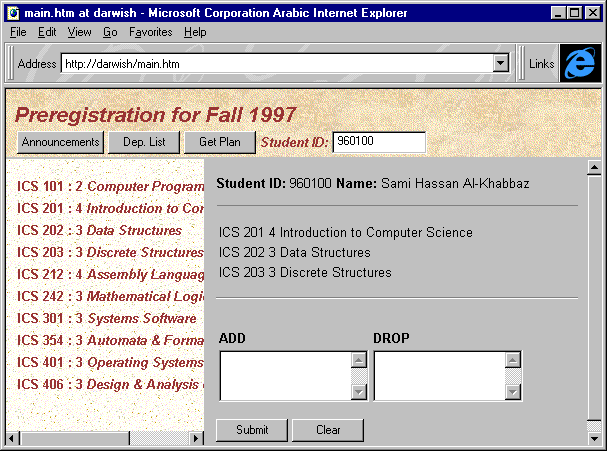 main.htm at darwish - Microsoft Corporation Arabic Internet Explorer
File Edit View Go Favorites Help
Address http://darwish/main.htm Links
Preregistration for Fall 1997
Announcements Dep. List Get Plan Student ID: 960100
ICS 101 : 2 Computer Program
ICS 201 : 4 Introduction to Cor
ICS 202 : 3 Data Structures
ICS 203 : 3 Discrete Structures
ICS 212 : 4 Assembly Languag
ICS 242 : 3 Mathematical Logi
ICS 301 : 3 Systems Software
ICS 354 : 3 Automata & Forma
ICS 401 : 3 Operating Systems
ICS 406 : 3 Design & Analysis
Student ID: 960100 Name: Sami Hassan Al-Khabbaz
ICS 201 4 Introduction to Computer Science
ICS 202 3 Data Structures
ICS 203 3 Discrete Structures
ADD DROP
Submit Clear